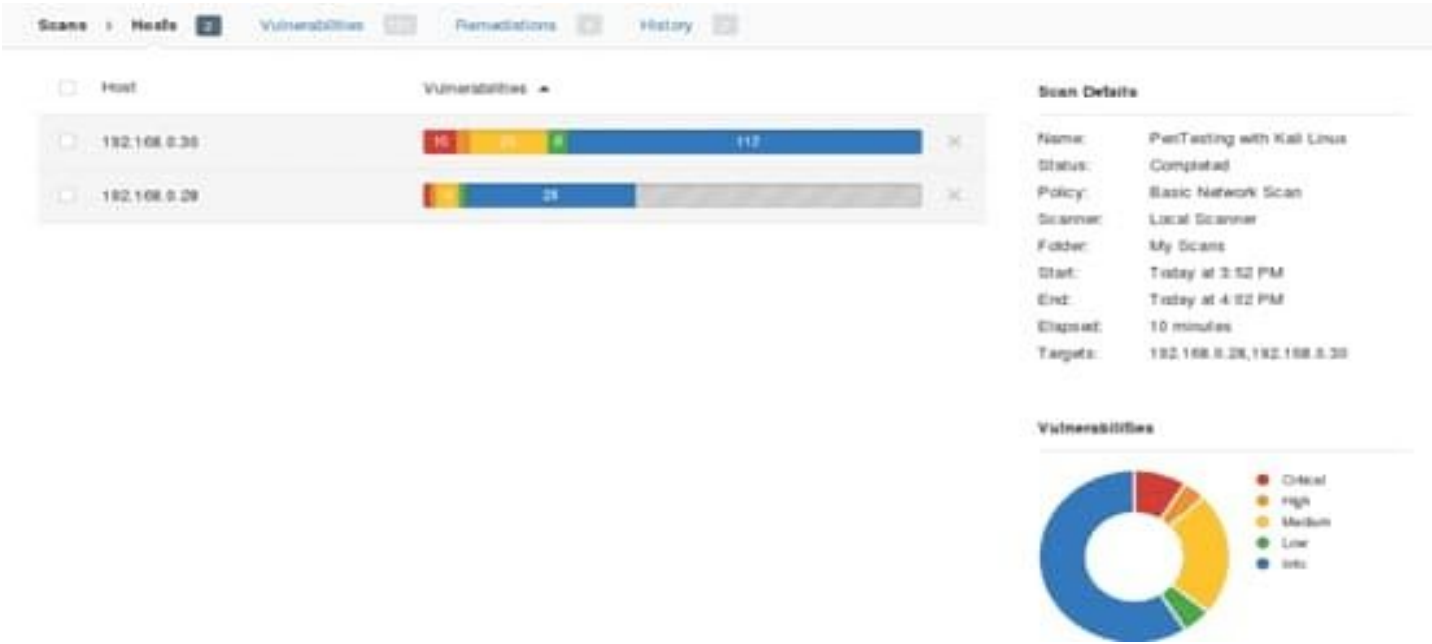 Scans › Hosts 2 Vulnerabilities Remediations History
Host Vulnerabilities
192.168.0.30 112
192.168.0.28
Scan Details
Name: PenTesting with Kali Linux
Status: Completed
Policy: Basic Network Scan
Scanner: Local Scanner
Folder: My Scans
Start: Today at 3:52 PM
End: Today at 4:02 PM
Elapsed: 10 minutes
Targets: 192.168.0.28,192.168.0.30
Vulnerabilities
Critical
High
Medium
Low
Info